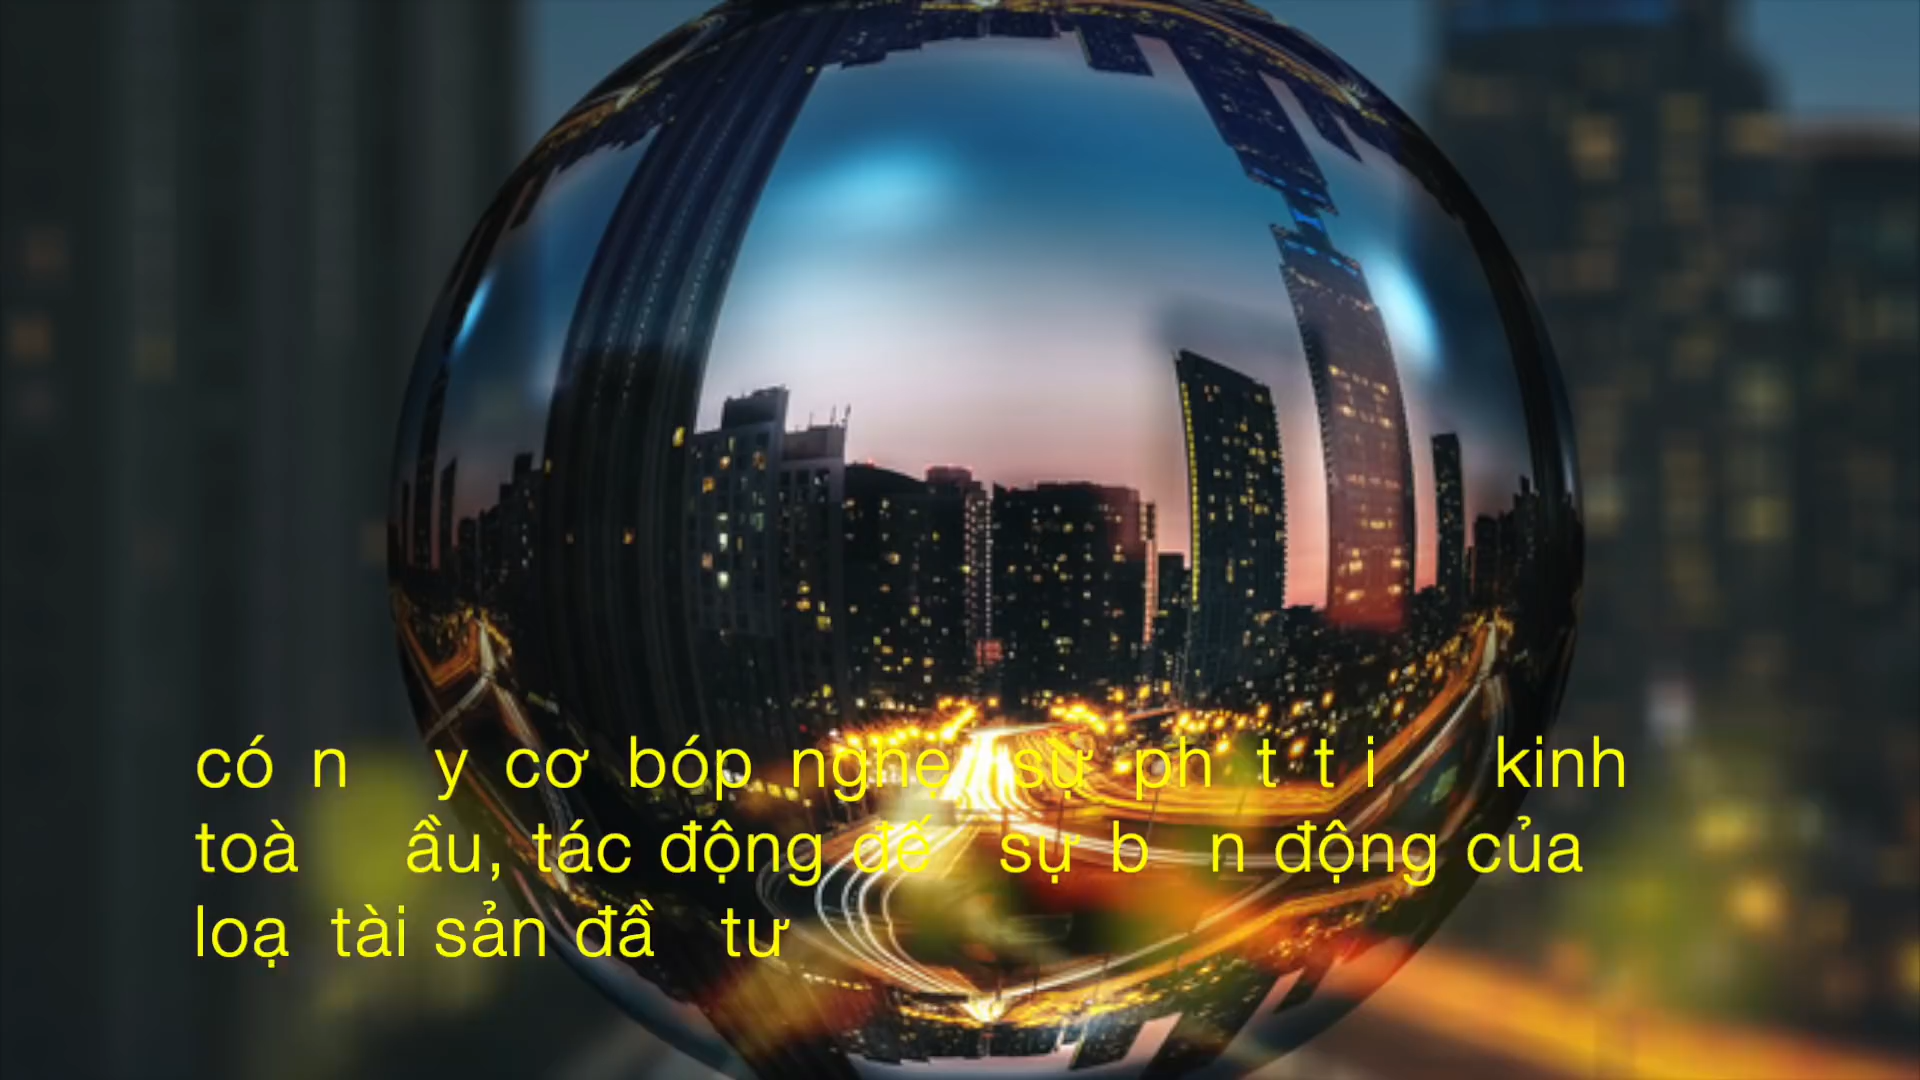 có n y cơ bóp nghẹ sự ph t t i kinh
toà ầu, tác động đế sự b n động của
loạ tài sản đầ tư